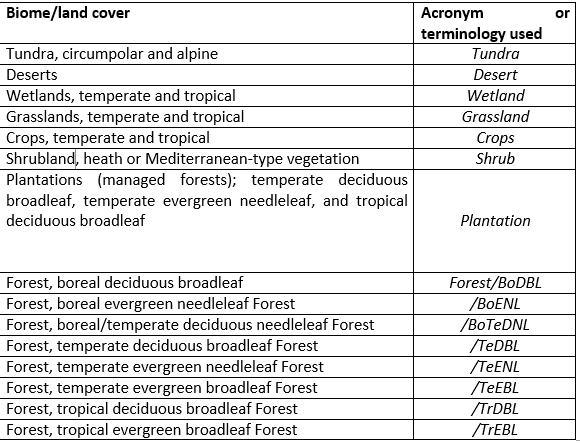 Biome/land cover
Acronym or
terminology used
Tundra, circumpolar and alpine
Tundra
Deserts
Desert
Wetlands, temperate and tropical
Wetland
Grasslands, temperate and tropical
Grassland
Crops, temperate and tropical
Crops
Shrubland, heath or Mediterranean-type vegetation
Shrub
Plantations (managed forests); temperate deciduous
broadleaf, temperate evergreen needleleaf, and tropical
deciduous broadleaf
Plantation
Forest, boreal deciduous broadleaf
Forest/BoDBL
Forest, boreal evergreen needleleaf Forest
/BoENL
Forest, boreal/temperate deciduous needleleaf Forest
/BoTeDNL
Forest, temperate deciduous broadleaf Forest
/TeDBL
Forest, temperate evergreen needleleaf Forest
/TeENL
Forest, temperate evergreen broadleaf Forest
/TeEBL
Forest, tropical deciduous broadleaf Forest
/TrDBL
Forest, tropical evergreen broadleaf Forest
/TrEBL